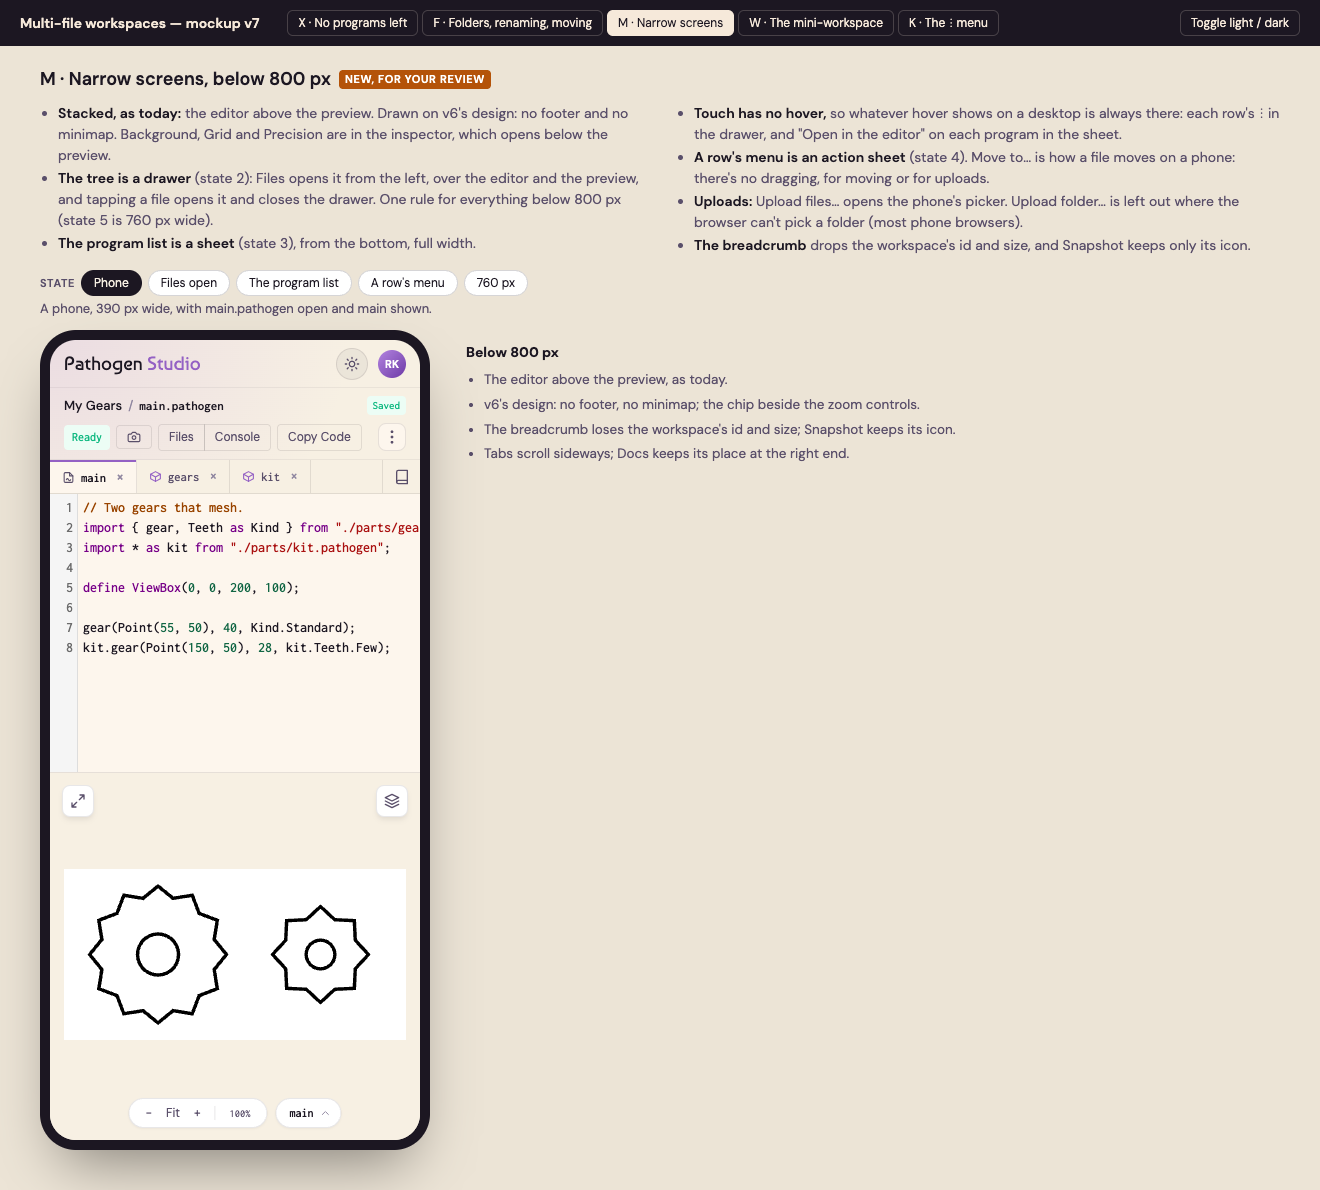 Multi-file workspaces — mockup v7
X · No programs left
F · Folders, renaming, moving
M · Narrow screens
W · The mini-workspace
K · The ⋮ menu
Toggle light / dark
M · Narrow screens, below 800 px
NEW, FOR YOUR REVIEW
• Stacked, as today: the editor above the preview. Drawn on v6's design: no footer and no
minimap. Background, Grid and Precision are in the inspector, which opens below the
preview.
• The tree is a drawer (state 2): Files opens it from the left, over the editor and the preview,
and tapping a file opens it and closes the drawer. One rule for everything below 800 px
(state 5 is 760 px wide).
• The program list is a sheet (state 3), from the bottom, full width.
• Touch has no hover, so whatever hover shows on a desktop is always there: each row's ⋮ in
the drawer, and "Open in the editor" on each program in the sheet.
• A row's menu is an action sheet (state 4). Move to… is how a file moves on a phone:
there's no dragging, for moving or for uploads.
• Uploads: Upload files… opens the phone's picker. Upload folder… is left out where the
browser can't pick a folder (most phone browsers).
• The breadcrumb drops the workspace's id and size, and Snapshot keeps only its icon.
STATE
Phone
Files open
The program list
A row's menu
760 px
A phone, 390 px wide, with main.pathogen open and main shown.
Pathogen Studio
RK
My Gears / main.pathogen
Saved
Ready
Files
Console
Copy Code
main ×
gears ×
kit ×
1 // Two gears that mesh.
2 import { gear, Teeth as Kind } from "./parts/gea
3 import * as kit from "./parts/kit.pathogen";
4
5 define ViewBox(0, 0, 200, 100);
6
7 gear(Point(55, 50), 40, Kind.Standard);
8 kit.gear(Point(150, 50), 28, kit.Teeth.Few);
− Fit + 100%
main
Below 800 px
• The editor above the preview, as today.
• v6's design: no footer, no minimap; the chip beside the zoom controls.
• The breadcrumb loses the workspace's id and size; Snapshot keeps its icon.
• Tabs scroll sideways; Docs keeps its place at the right end.